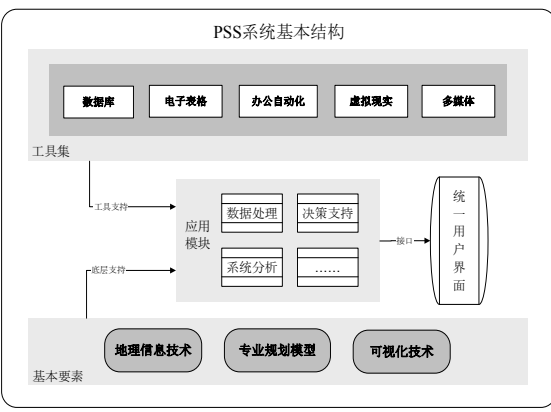 PSS系统基本结构
数据库
电子表格
办公自动化
虚拟现实
多媒体
工具集
工具支持
应用
模块
数据处理
决策支持
系统分析
……
接口
统一用户界面
底层支持
地理信息技术
专业规划模型
可视化技术
基本要素